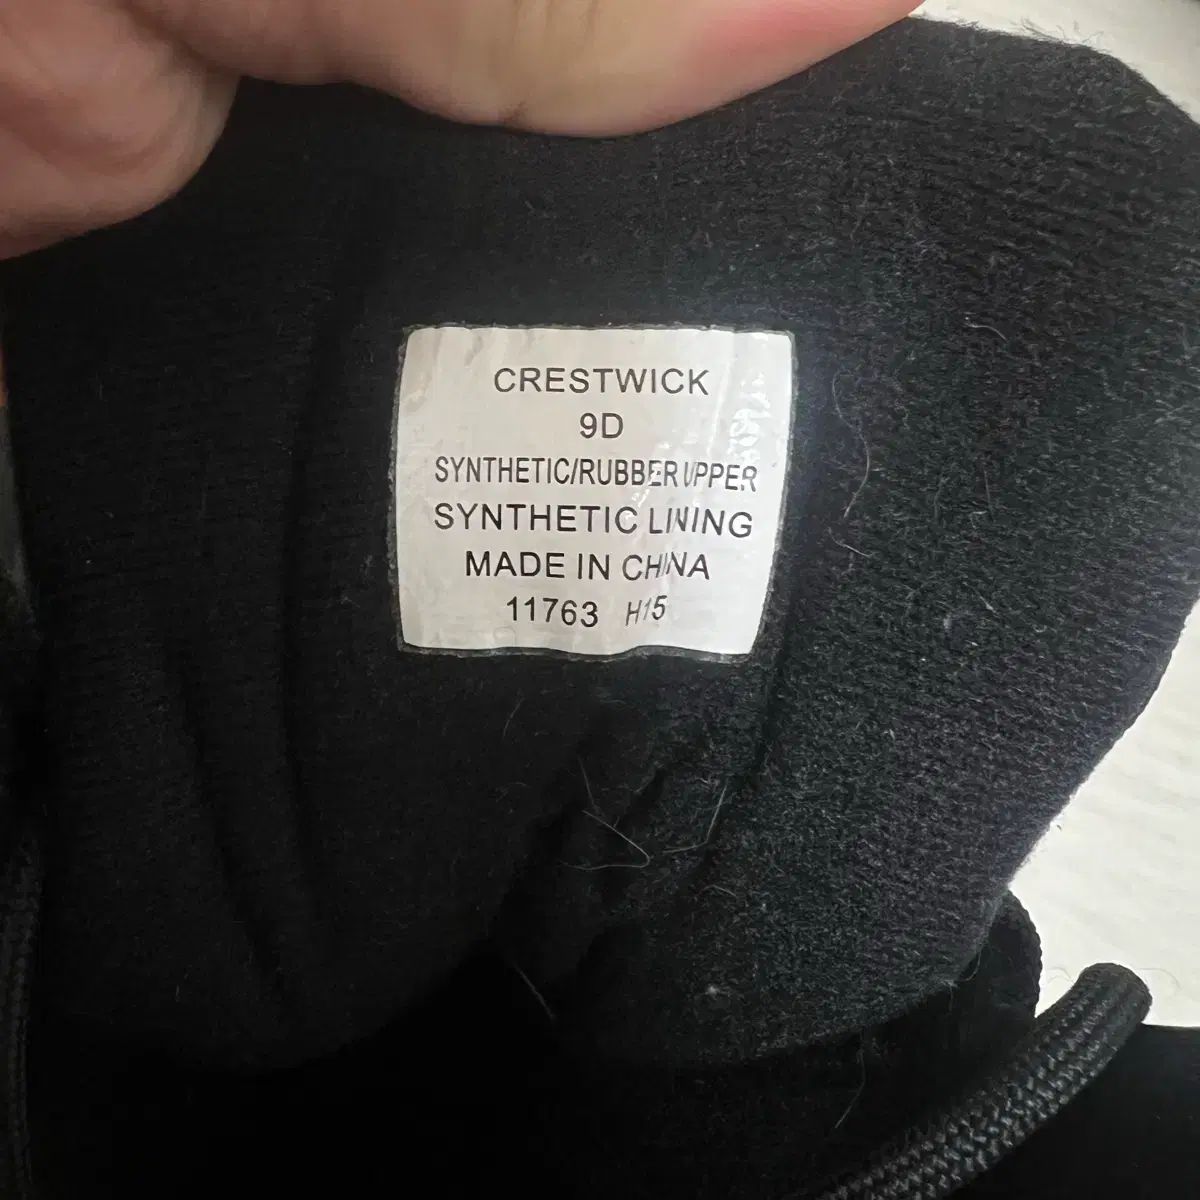 CRESTWICK
9D
SYNTHETIC/RUBBER UPPER
SYNTHETIC LINING
MADE IN CHINA
11763 H15